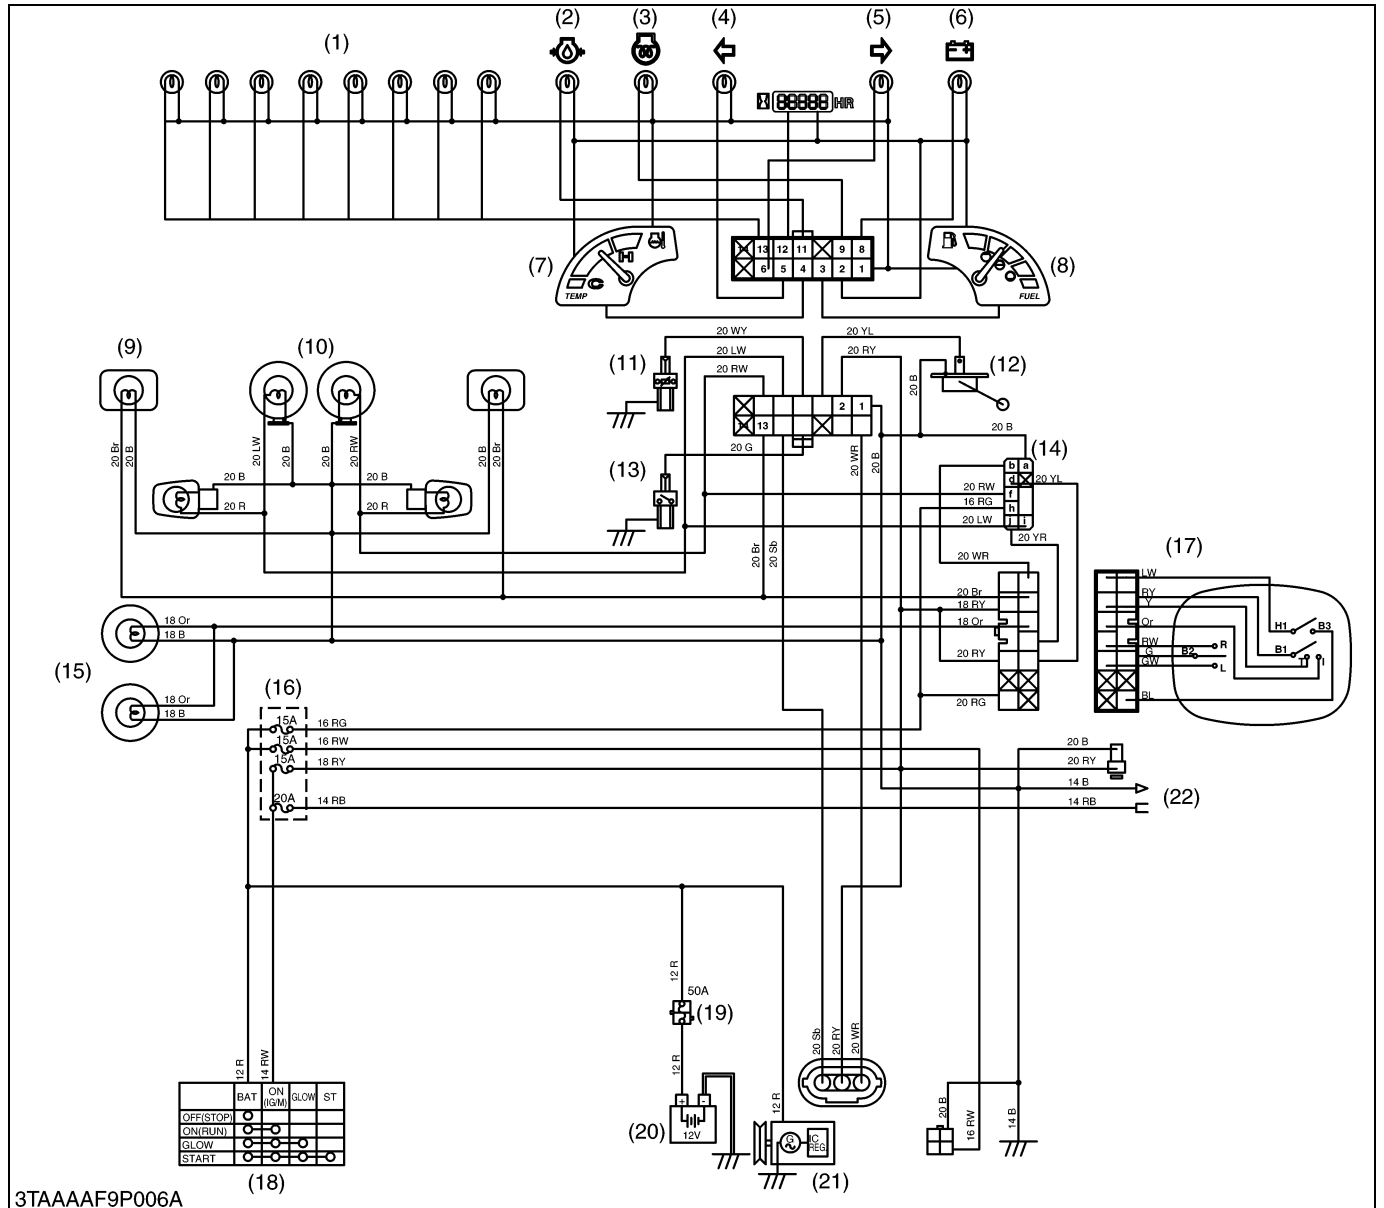 (1)
(2)
(3)
(4)
(5)
(6)
88888 HR
14 13 12 11 9 8
6 5 4 3 2 1
(7)
H
C
TEMP
(8)
FUEL
20 WY
20 YL
20 LW
20 RY
20 RW
(9)
(10)
(11)
(12)
20 B
2 1
14 13
20 B
20 G
20 WR
20 B
(13)
(14)
b a
d
f
h
j i
20 YL
20 RW
16 RG
20 LW
20 YR
20 WR
20 Br
20 B
20 LW
20 B
20 B
20 RW
20 B
20 Br
20 B
20 R
20 B
20 R
20 Br
20 Sb
20 Br
18 RY
18 Or
20 RY
20 RG
(17)
LW
RY
Y
Or
RW
G
GW
BL
H1
B3
B1
T
I
B2
R
L
18 Or
18 B
(15)
18 Or
18 B
(16)
15A
16 RG
15A
16 RW
15A
18 RY
20A
14 RB
20 B
20 RY
14 B
14 RB
(22)
12 R
50A
(19)
12 R
12 R
14 RW
20 Sb
20 RY
20 WR
12 R
BAT
ON
(IG/M)
GLOW
ST
OFF(STOP)
ON(RUN)
GLOW
START
(18)
(20)
+ -
12V
G
IC
REG.
(21)
20 B
16 RW
14 B
3TAAAAF9P006A